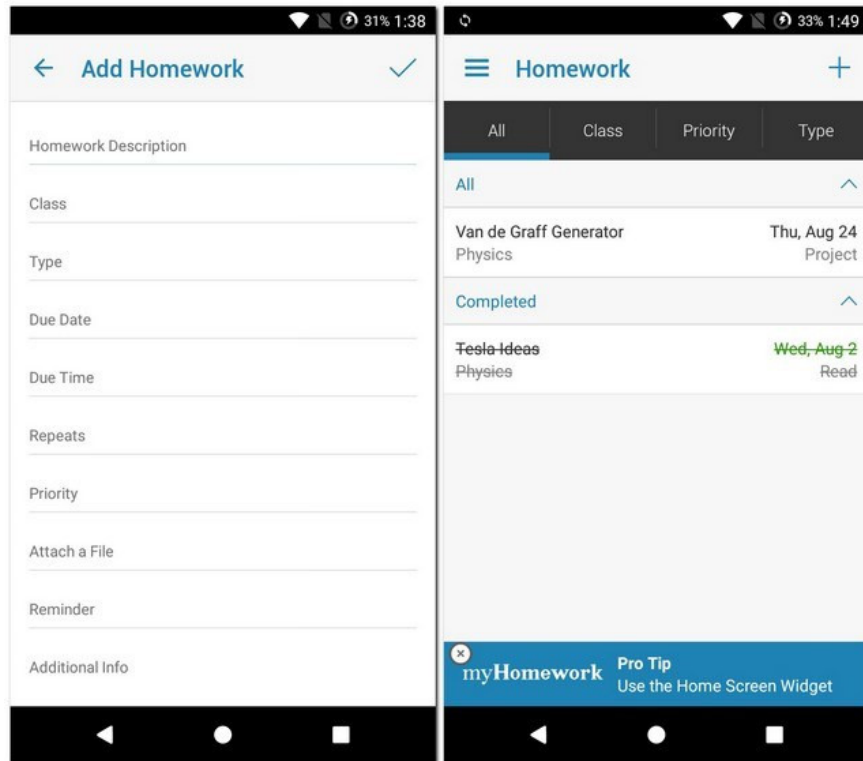 31% 1:38
Add Homework
Homework Description
Class
Type
Due Date
Due Time
Repeats
Priority
Attach a File
Reminder
Additional Info
33% 1:49
Homework
All Class Priority Type
All
Van de Graff Generator Thu, Aug 24
Physics Project
Completed
Tesla Ideas Wed, Aug 2
Physics Read
myHomework Pro Tip
Use the Home Screen Widget